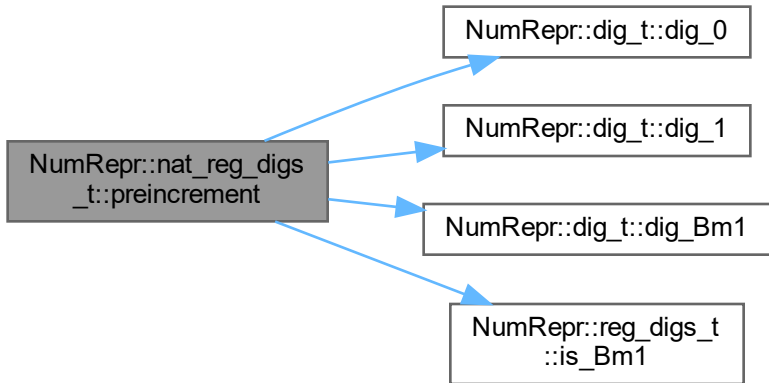 NumRepr::dig_t::dig_0
NumRepr::dig_t::dig_1
NumRepr::nat_reg_digs
_t::preincrement
NumRepr::dig_t::dig_Bm1
NumRepr::reg_digs_t
::is_Bm1